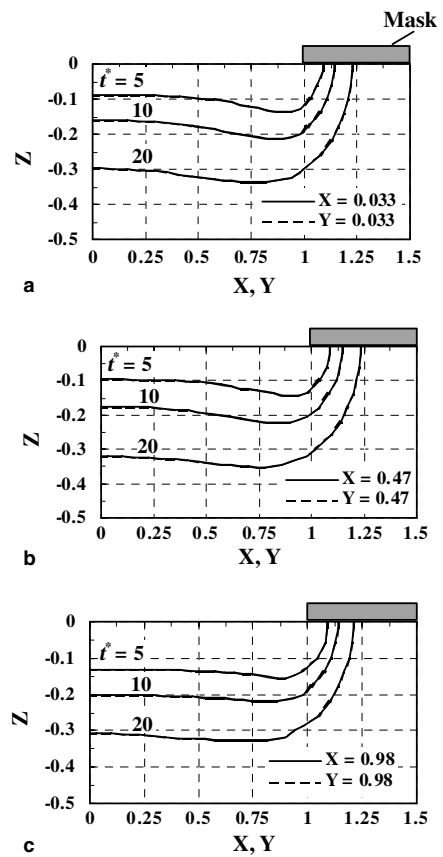 Mask
0
t* = 5
-0.1
10
-0.2
Z
20
-0.3
-0.4
X = 0.033
Y = 0.033
-0.5
0 0.25 0.5 0.75 1 1.25 1.5
a
X, Y
0
t* = 5
-0.1
10
-0.2
Z
20
-0.3
-0.4
X = 0.47
Y = 0.47
-0.5
0 0.25 0.5 0.75 1 1.25 1.5
b
X, Y
0
t* = 5
-0.1
10
-0.2
Z
20
-0.3
-0.4
X = 0.98
Y = 0.98
-0.5
0 0.25 0.5 0.75 1 1.25 1.5
c
X, Y